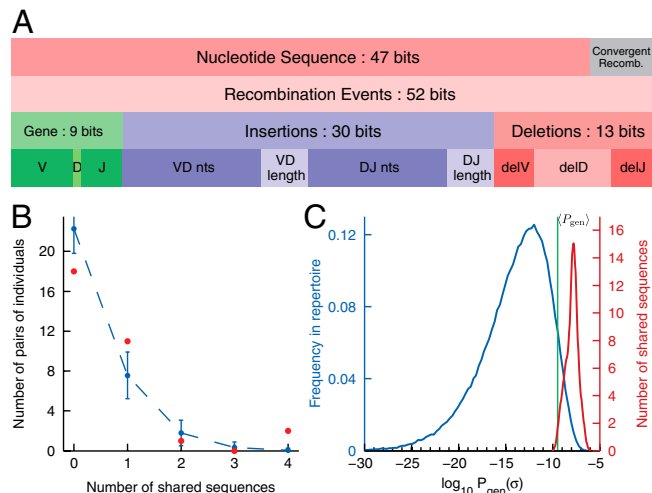 A
Nucleotide Sequence : 47 bits
Convergent
Recomb.
Recombination Events : 52 bits
Gene : 9 bits
Insertions : 30 bits
Deletions : 13 bits
V
D
J
VD nts
VD
length
DJ nts
DJ
length
delV
delD
delJ
B
Number of pairs of individuals
20
16
12
8
4
0
0
1
2
3
4
Number of shared sequences
C
⟨P_gen⟩
Frequency in repertoire
0.12
0.08
0.04
0
−30
−25
−20
−15
−10
−5
log₁₀ P_gen(σ)
16
14
12
10
8
6
4
2
0
Number of shared sequences